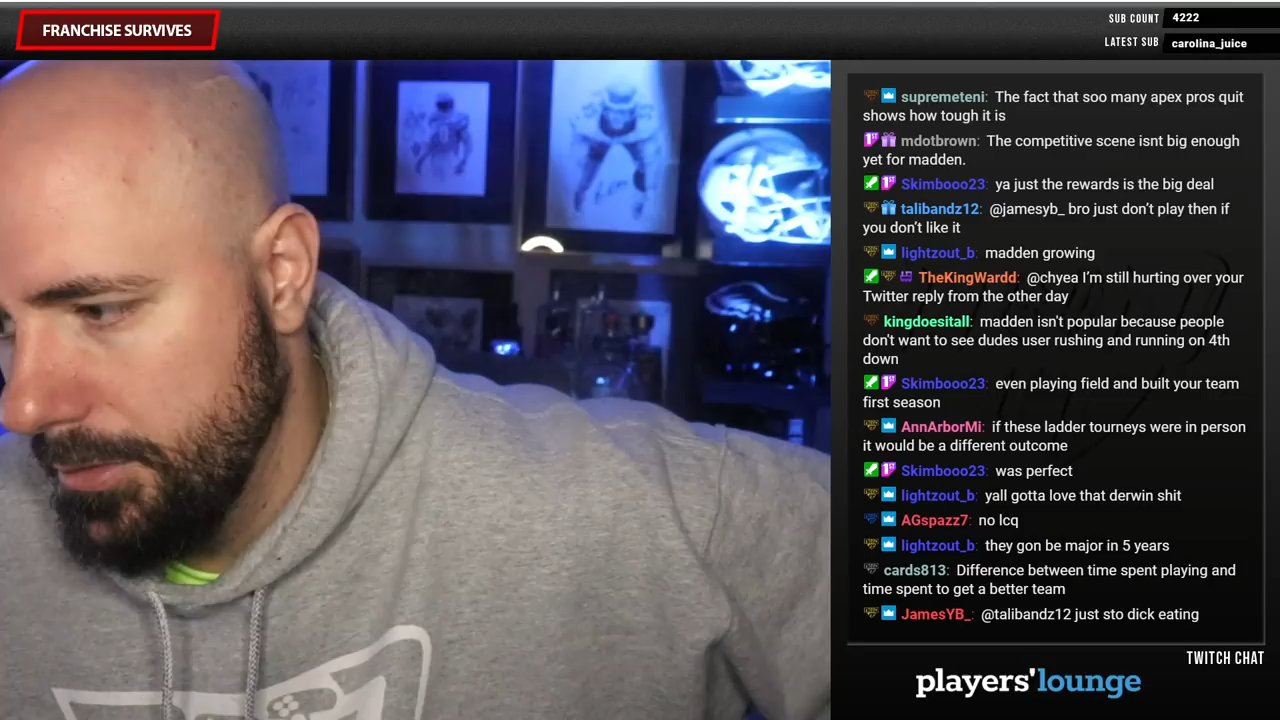 FRANCHISE SURVIVES
SUB COUNT 4222
LATEST SUB carolina_juice
supremeteni: The fact that soo many apex pros quit
shows how tough it is
mdotbrown: The competitive scene isnt big enough
yet for madden.
Skimbooo23: ya just the rewards is the big deal
talibandz12: @jamesyb_ bro just don’t play then if
you don’t like it
lightzout_b: madden growing
TheKingWardd: @chyea I’m still hurting over your
Twitter reply from the other day
kingdoesitall: madden isn't popular because people
don't want to see dudes user rushing and running on 4th
down
Skimbooo23: even playing field and built your team
first season
AnnArborMi: if these ladder tourneys were in person
it would be a different outcome
Skimbooo23: was perfect
lightzout_b: yall gotta love that derwin shit
AGspazz7: no lcq
lightzout_b: they gon be major in 5 years
cards813: Difference between time spent playing and
time spent to get a better team
JamesYB_: @talibandz12 just sto dick eating
TWITCH CHAT
players'lounge